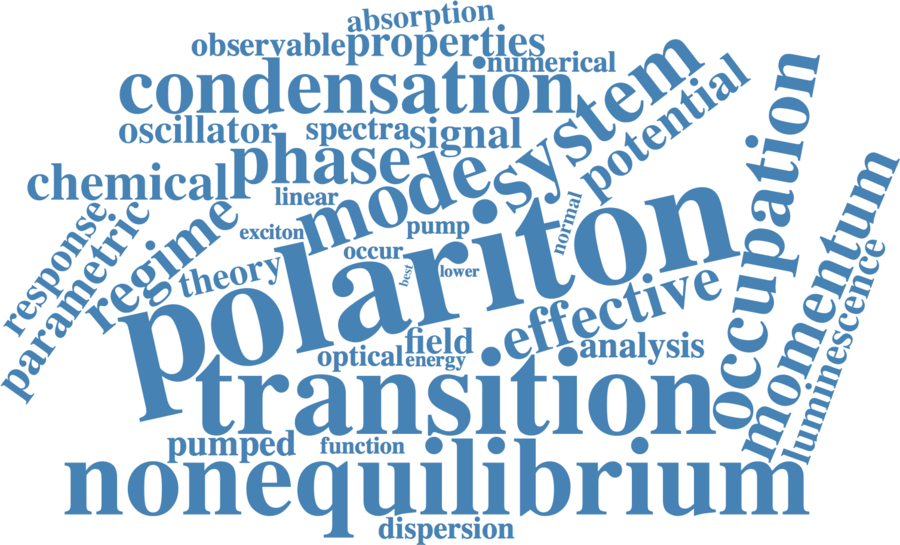 absorption
observable properties
numerical
condensation
system
potential
oscillator spectra signal
phase
mode
occupation
chemical
linear
normal
momentum
response
parametric
regime
exciton
pump
theory
occur
best
lower
polariton
effective
luminescence
field
optical energy
analysis
transition
pumped function
nonequilibrium
dispersion